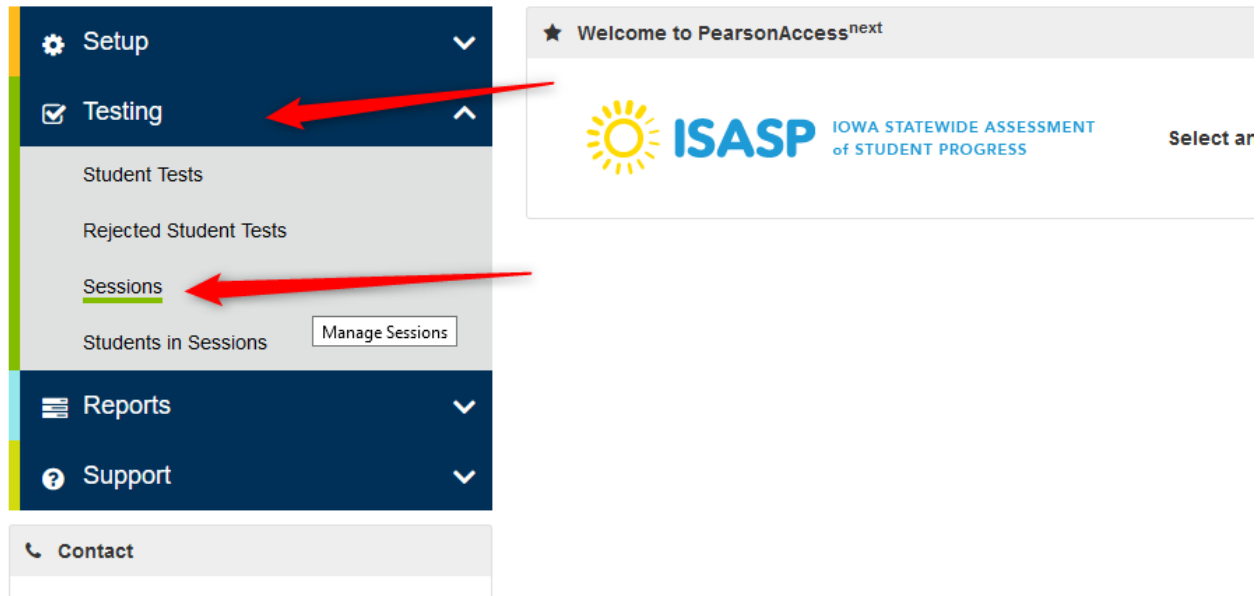 Setup
Testing
Student Tests
Rejected Student Tests
Sessions
Students in Sessions
Manage Sessions
Reports
Support
Contact
Welcome to PearsonAccessnext
ISASP
IOWA STATEWIDE ASSESSMENT
of STUDENT PROGRESS
Select